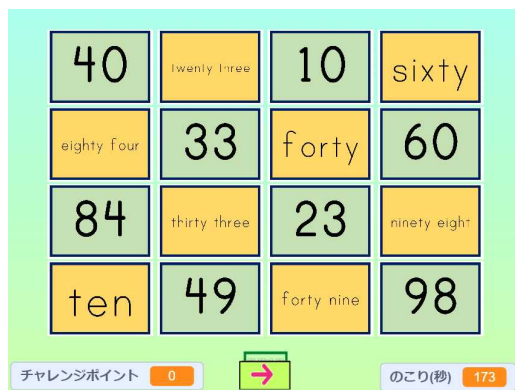 40 twenty three 10 sixty
eighty four 33 forty 60
84 thirty three 23 ninety eight
ten 49 forty nine 98
チャレンジポイント 0 のこり(秒) 173